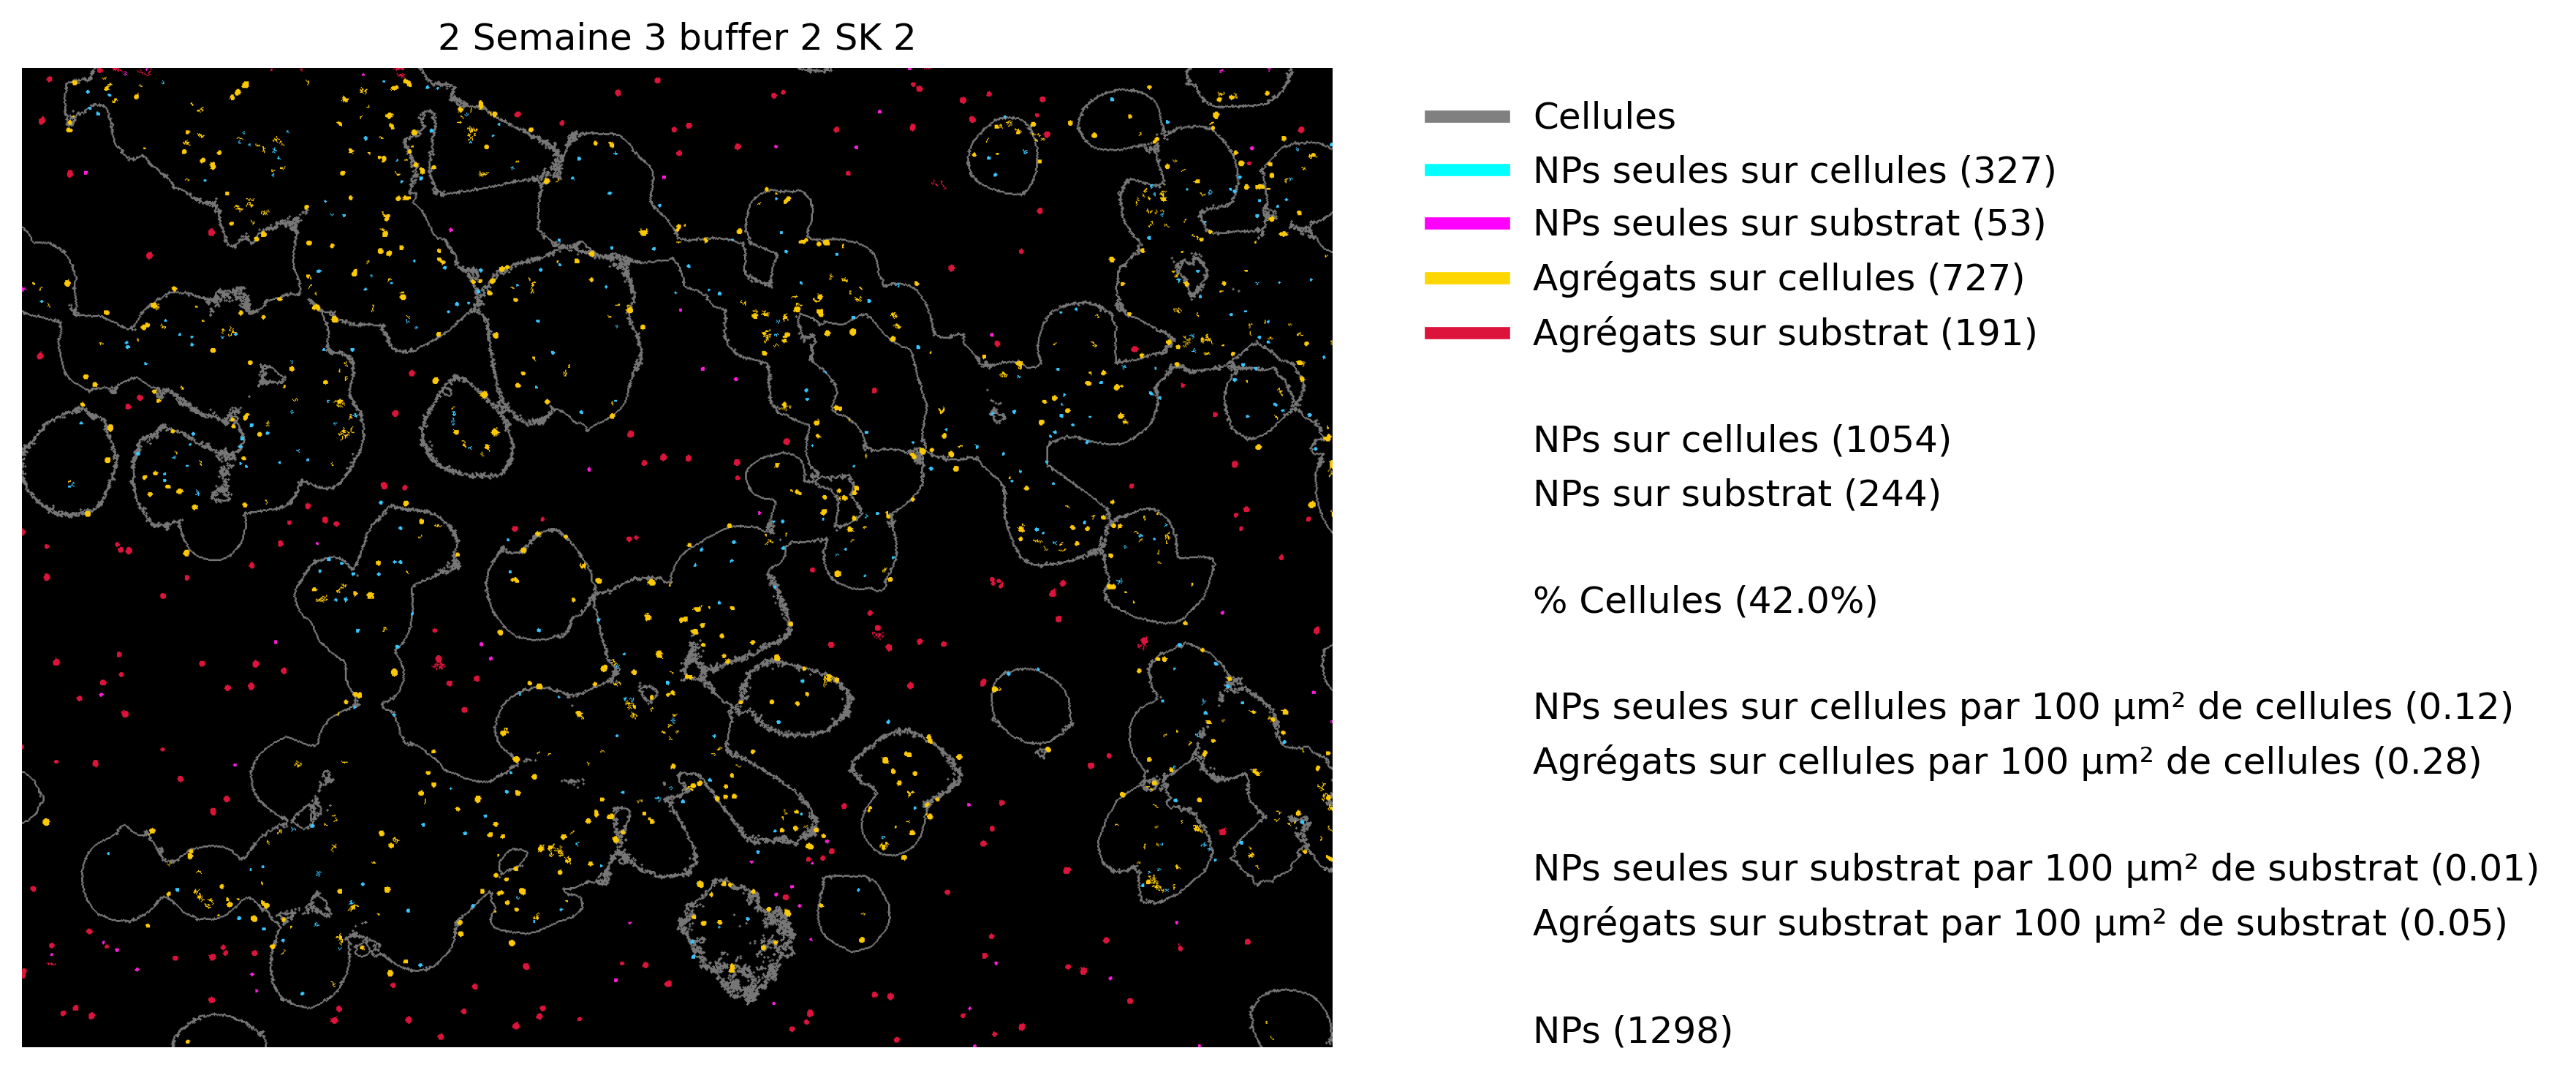 2 Semaine 3 buffer 2 SK 2
Cellules
NPs seules sur cellules (327)
NPs seules sur substrat (53)
Agrégats sur cellules (727)
Agrégats sur substrat (191)
NPs sur cellules (1054)
NPs sur substrat (244)
% Cellules (42.0%)
NPs seules sur cellules par 100 µm² de cellules (0.12)
Agrégats sur cellules par 100 µm² de cellules (0.28)
NPs seules sur substrat par 100 µm² de substrat (0.01)
Agrégats sur substrat par 100 µm² de substrat (0.05)
NPs (1298)